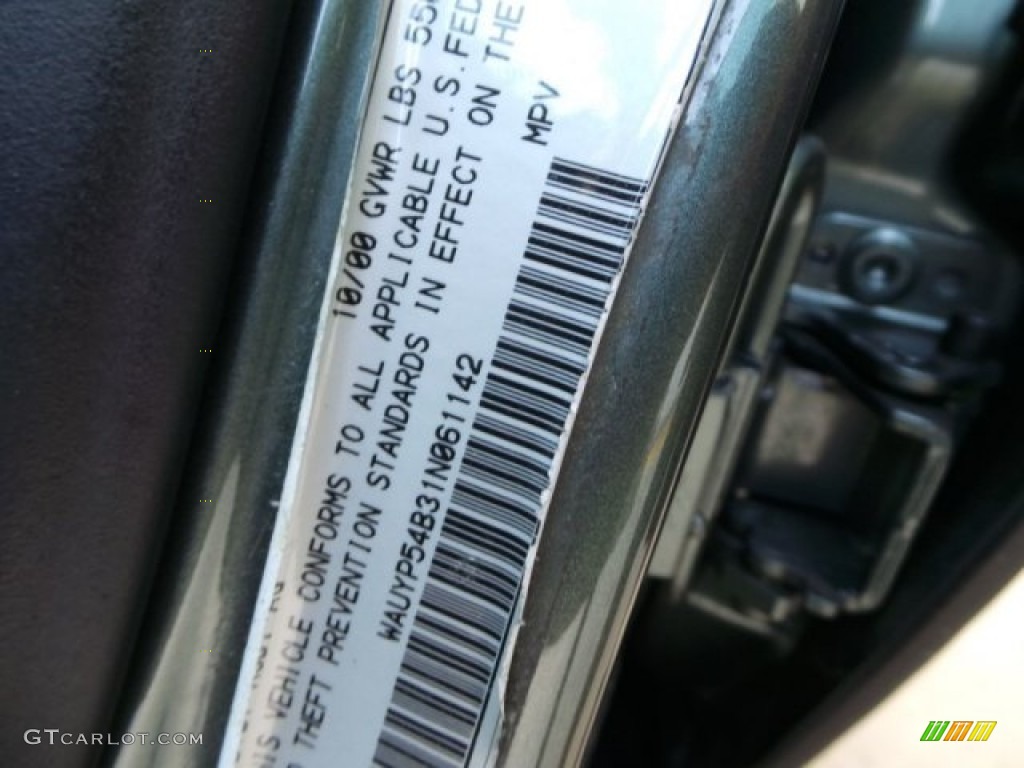 10/00 GVWR LBS
THIS VEHICLE CONFORMS TO ALL APPLICABLE U.S.FED
THEFT PREVENTION STANDARDS IN EFFECT ON THE
WAUYP54B31N061142 MPV
GTCARLOT.COM